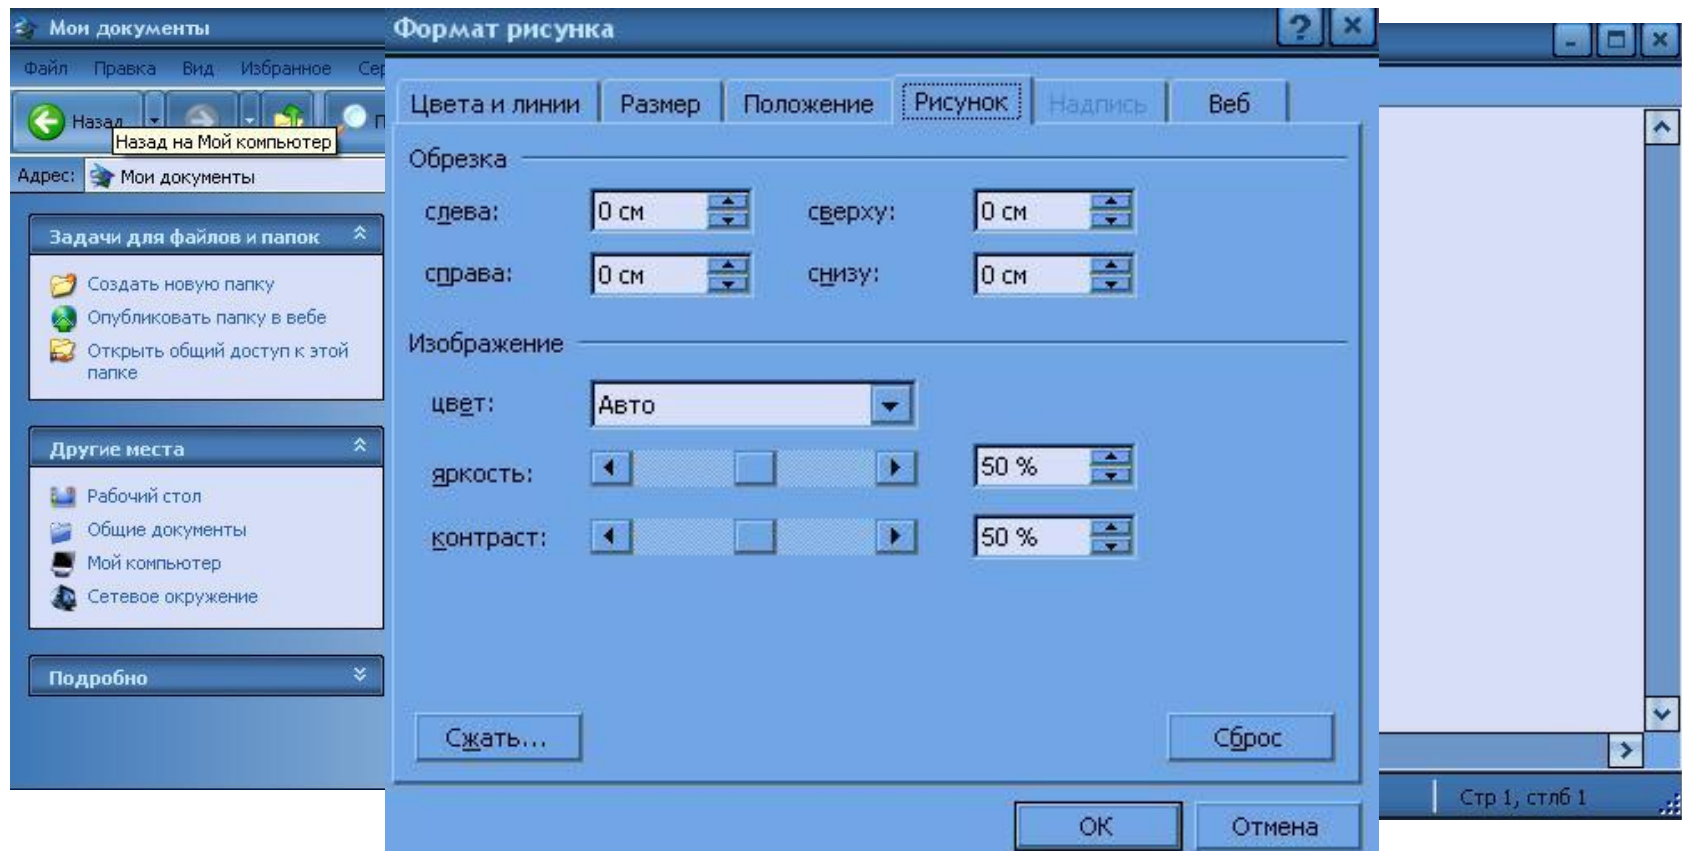 Мои документы
Файл Правка Вид Избранное
Назад
Назад на Мой компьютер
Адрес: Мои документы
Задачи для файлов и папок
Создать новую папку
Опубликовать папку в вебе
Открыть общий доступ к этой
папке
Другие места
Рабочий стол
Общие документы
Мой компьютер
Сетевое окружение
Подробно
Формат рисунка
Цвета и линии Размер Положение Рисунок Надпись Веб
Обрезка
слева: 0 см сверху: 0 см
справа: 0 см снизу: 0 см
Изображение
цвет: Авто
яркость: 50 %
контраст: 50 %
Сжать... Сброс
ОК Отмена
Стр 1, стлб 1